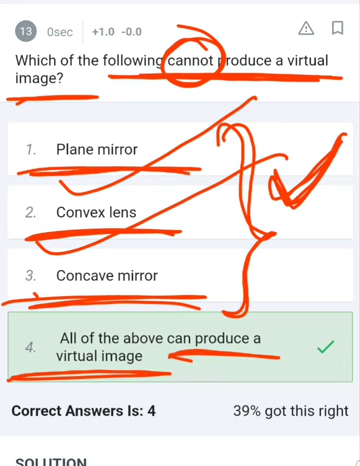 13 0sec +1.0 -0.0
Which of the following cannot produce a virtual
image?
1. Plane mirror
2. Convex lens
3. Concave mirror
4. All of the above can produce a
virtual image
Correct Answers Is: 4 39% got this right
SOLUTION